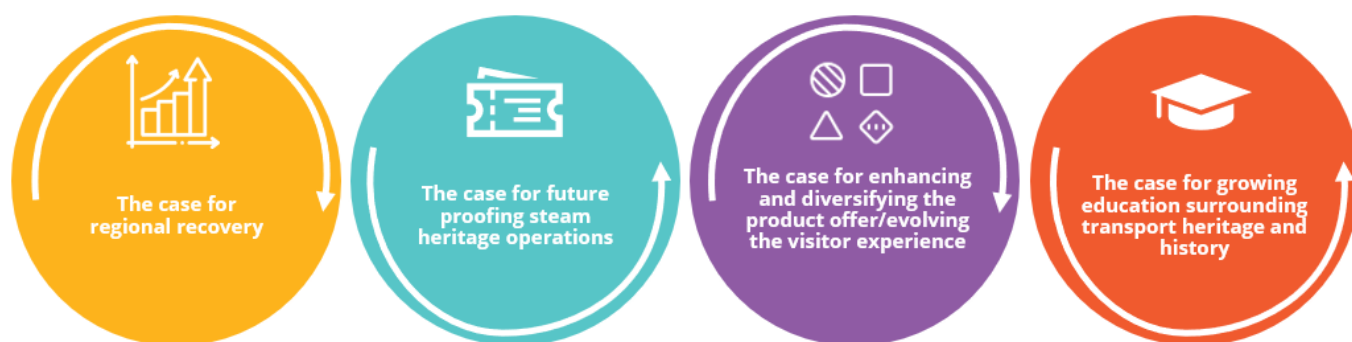 The case for
regional recovery
The case for future
proofing steam
heritage operations
The case for enhancing
and diversifying the
product offer/evolving
the visitor experience
The case for growing
education surrounding
transport heritage and
history